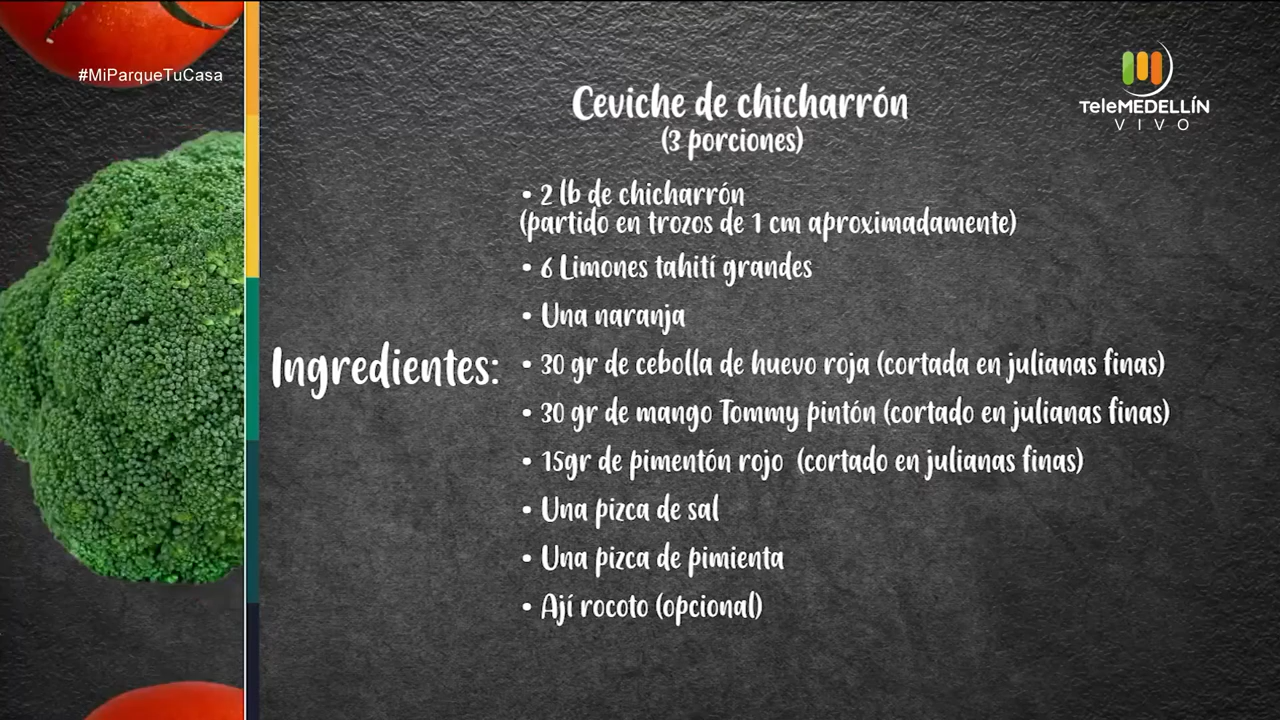 #MiParqueTuCasa
TeleMEDELLÍN
VIVO
Ceviche de chicharrón
(3 porciones)
Ingredientes:
• 2 lb de chicharrón
(partido en trozos de 1 cm aproximadamente)
• 6 Limones tahití grandes
• Una naranja
• 30 gr de cebolla de huevo roja (cortada en julianas finas)
• 30 gr de mango Tommy pintón (cortado en julianas finas)
• 15gr de pimentón rojo (cortado en julianas finas)
• Una pizca de sal
• Una pizca de pimienta
• Ají rocoto (opcional)